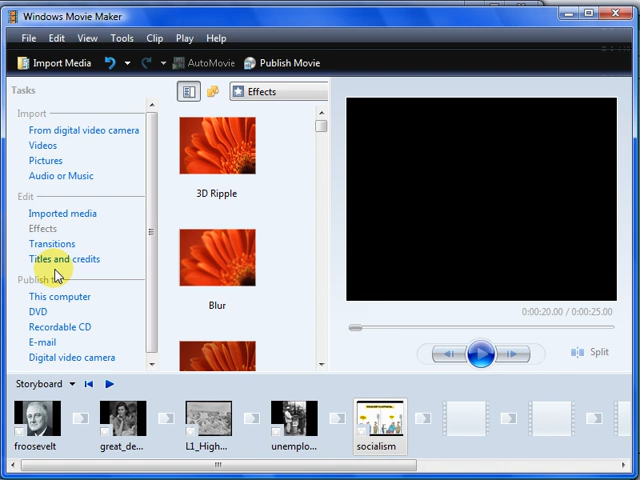 Windows Movie Maker
File Edit View Tools Clip Play Help
Import Media AutoMovie Publish Movie
Tasks
Effects
Import
From digital video camera
Videos
Pictures
Audio or Music
3D Ripple
Edit
Imported media
Effects
Transitions
Titles and credits
Publish
This computer
DVD
Recordable CD
E-mail
Digital video camera
Blur
0:00:20.00 / 0:00:25.00
Split
Storyboard
froosevelt great_de... L1_High... unemplo... socialism